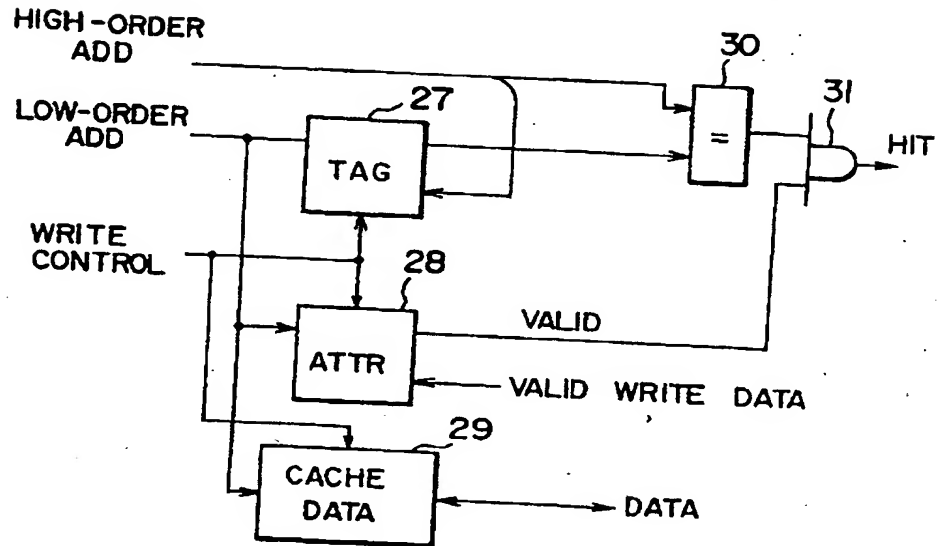 HIGH-ORDER
ADD
30
31
LOW-ORDER
ADD
27
TAG
=
HIT
WRITE
CONTROL
28
ATTR
VALID
VALID WRITE DATA
29
CACHE
DATA
DATA